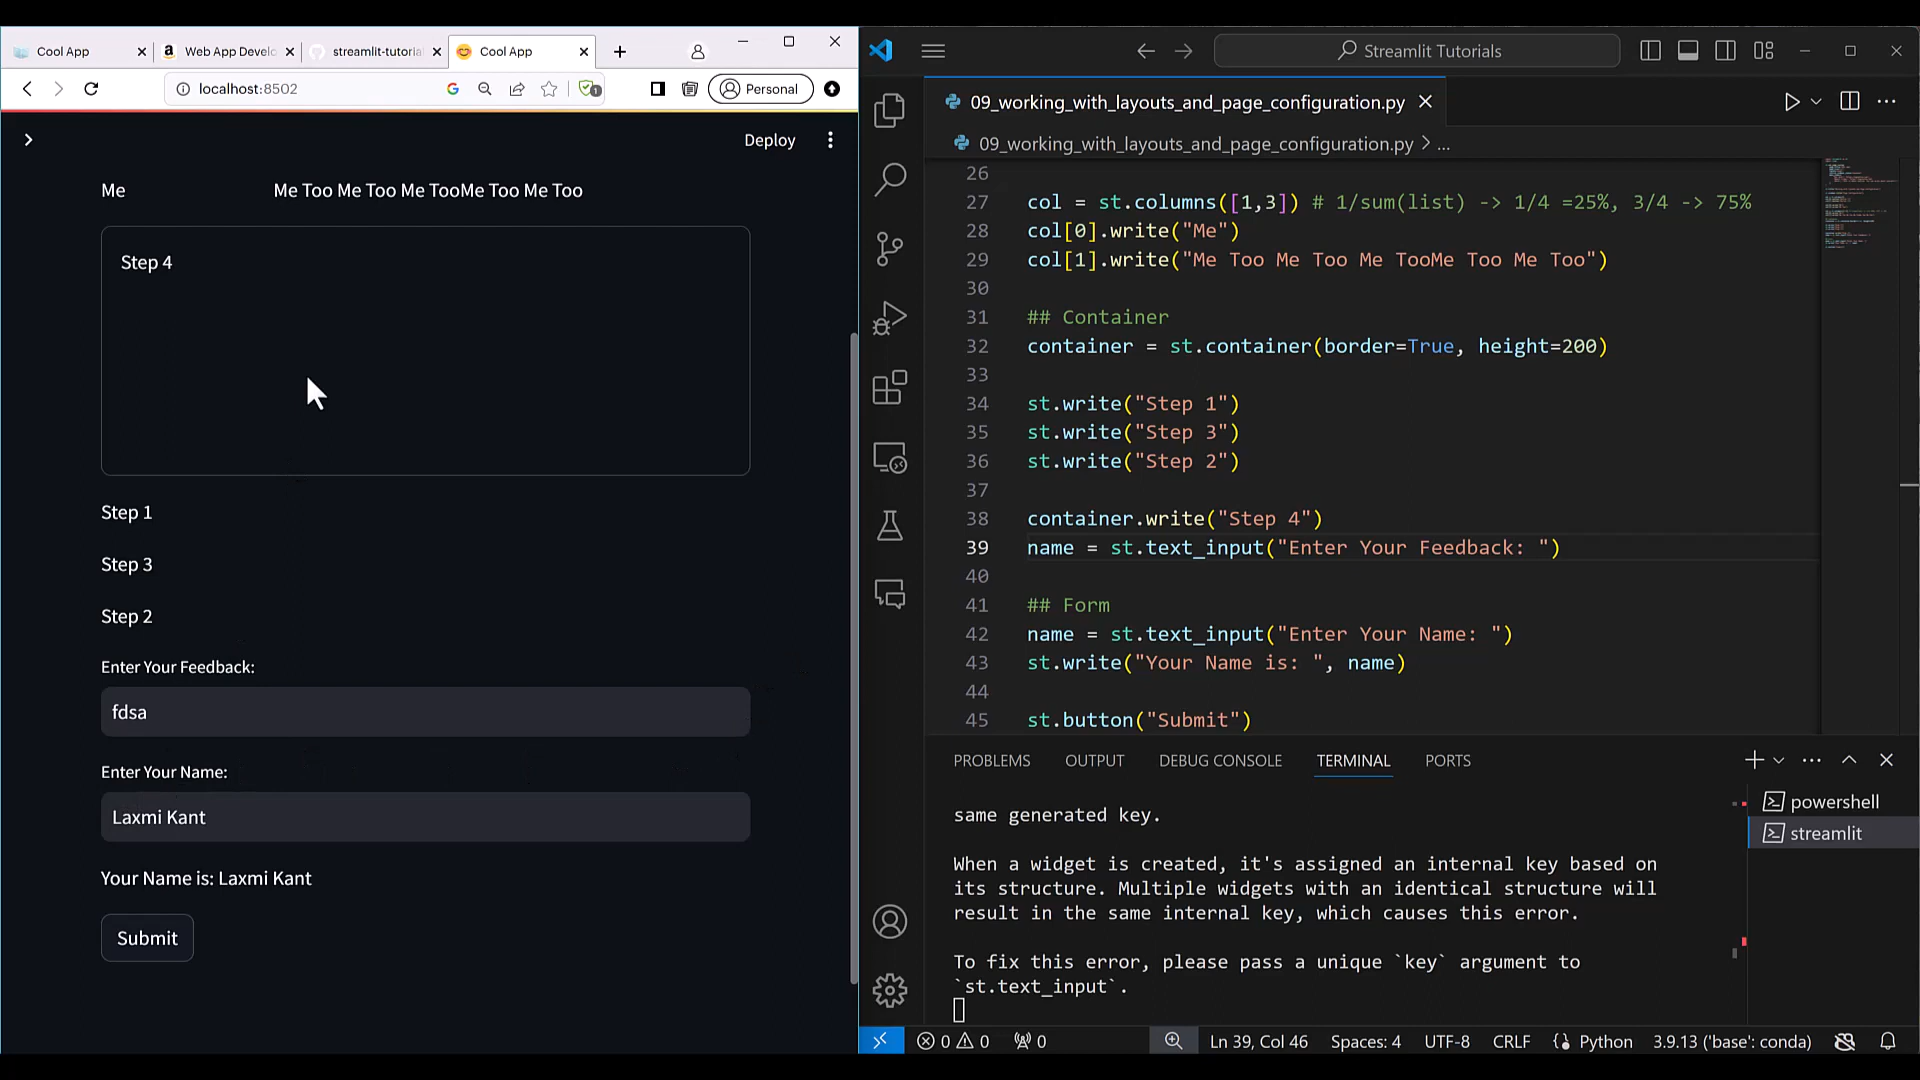 Cool App
Web App Develo
streamlit-tutoria
Cool App
localhost:8502
Personal
Deploy
Me
Me Too Me Too Me TooMe Too Me Too
Step 4
Step 1
Step 3
Step 2
Enter Your Feedback:
fdsa
Enter Your Name:
Laxmi Kant
Your Name is: Laxmi Kant
Submit
Streamlit Tutorials
09_working_with_layouts_and_page_configuration.py
09_working_with_layouts_and_page_configuration.py > ...
26
27 col = st.columns([1,3]) # 1/sum(list) -> 1/4 =25%, 3/4 -> 75%
28 col[0].write("Me")
29 col[1].write("Me Too Me Too Me TooMe Too Me Too")
30
31 ## Container
32 container = st.container(border=True, height=200)
33
34 st.write("Step 1")
35 st.write("Step 3")
36 st.write("Step 2")
37
38 container.write("Step 4")
39 name = st.text_input("Enter Your Feedback: ")
40
41 ## Form
42 name = st.text_input("Enter Your Name: ")
43 st.write("Your Name is: ", name)
44
45 st.button("Submit")
PROBLEMS OUTPUT DEBUG CONSOLE TERMINAL PORTS
same generated key.
When a widget is created, it's assigned an internal key based on
its structure. Multiple widgets with an identical structure will
result in the same internal key, which causes this error.
To fix this error, please pass a unique `key` argument to
`st.text_input`.
powershell
streamlit
0 0 0 Ln 39, Col 46 Spaces: 4 UTF-8 CRLF Python 3.9.13 ('base': conda)